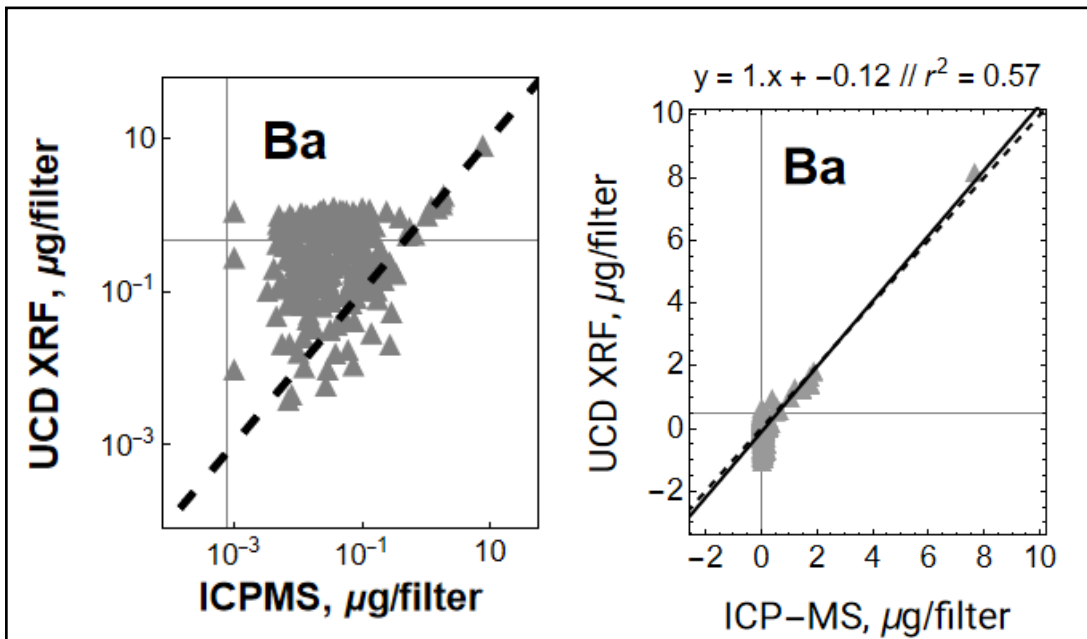 Ba
10
10⁻¹
10⁻³
UCD XRF, µg/filter
10⁻³ 10⁻¹ 10
ICPMS, µg/filter
y = 1.x + −0.12 // r² = 0.57
Ba
10
8
6
4
2
0
−2
UCD XRF, µg/filter
−2 0 2 4 6 8 10
ICP−MS, µg/filter